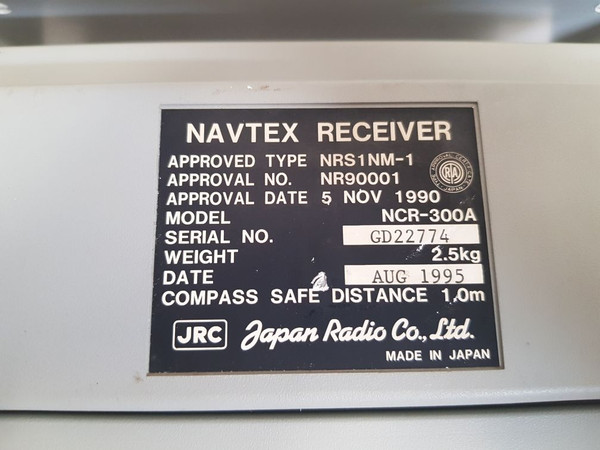 NAVTEX RECEIVER
APPROVED TYPE NRS1NM-1
APPROVAL NO. NR90001
APPROVAL DATE 5 NOV 1990
MODEL NCR-300A
SERIAL NO. GD22774
WEIGHT 2.5kg
DATE AUG 1995
COMPASS SAFE DISTANCE 1.0m
JRC Japan Radio Co., Ltd.
MADE IN JAPAN